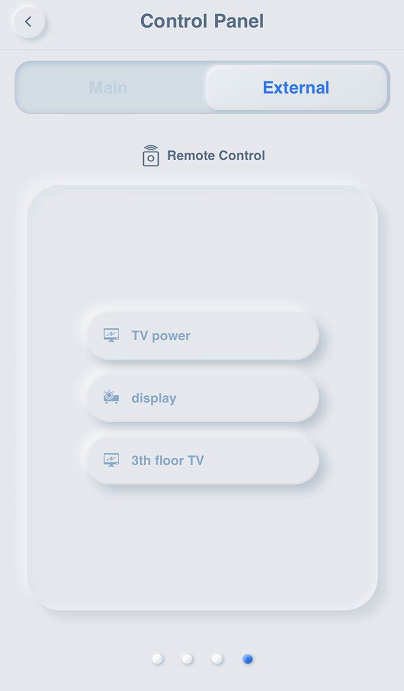 Control Panel
Main
External
Remote Control
TV power
display
3th floor TV